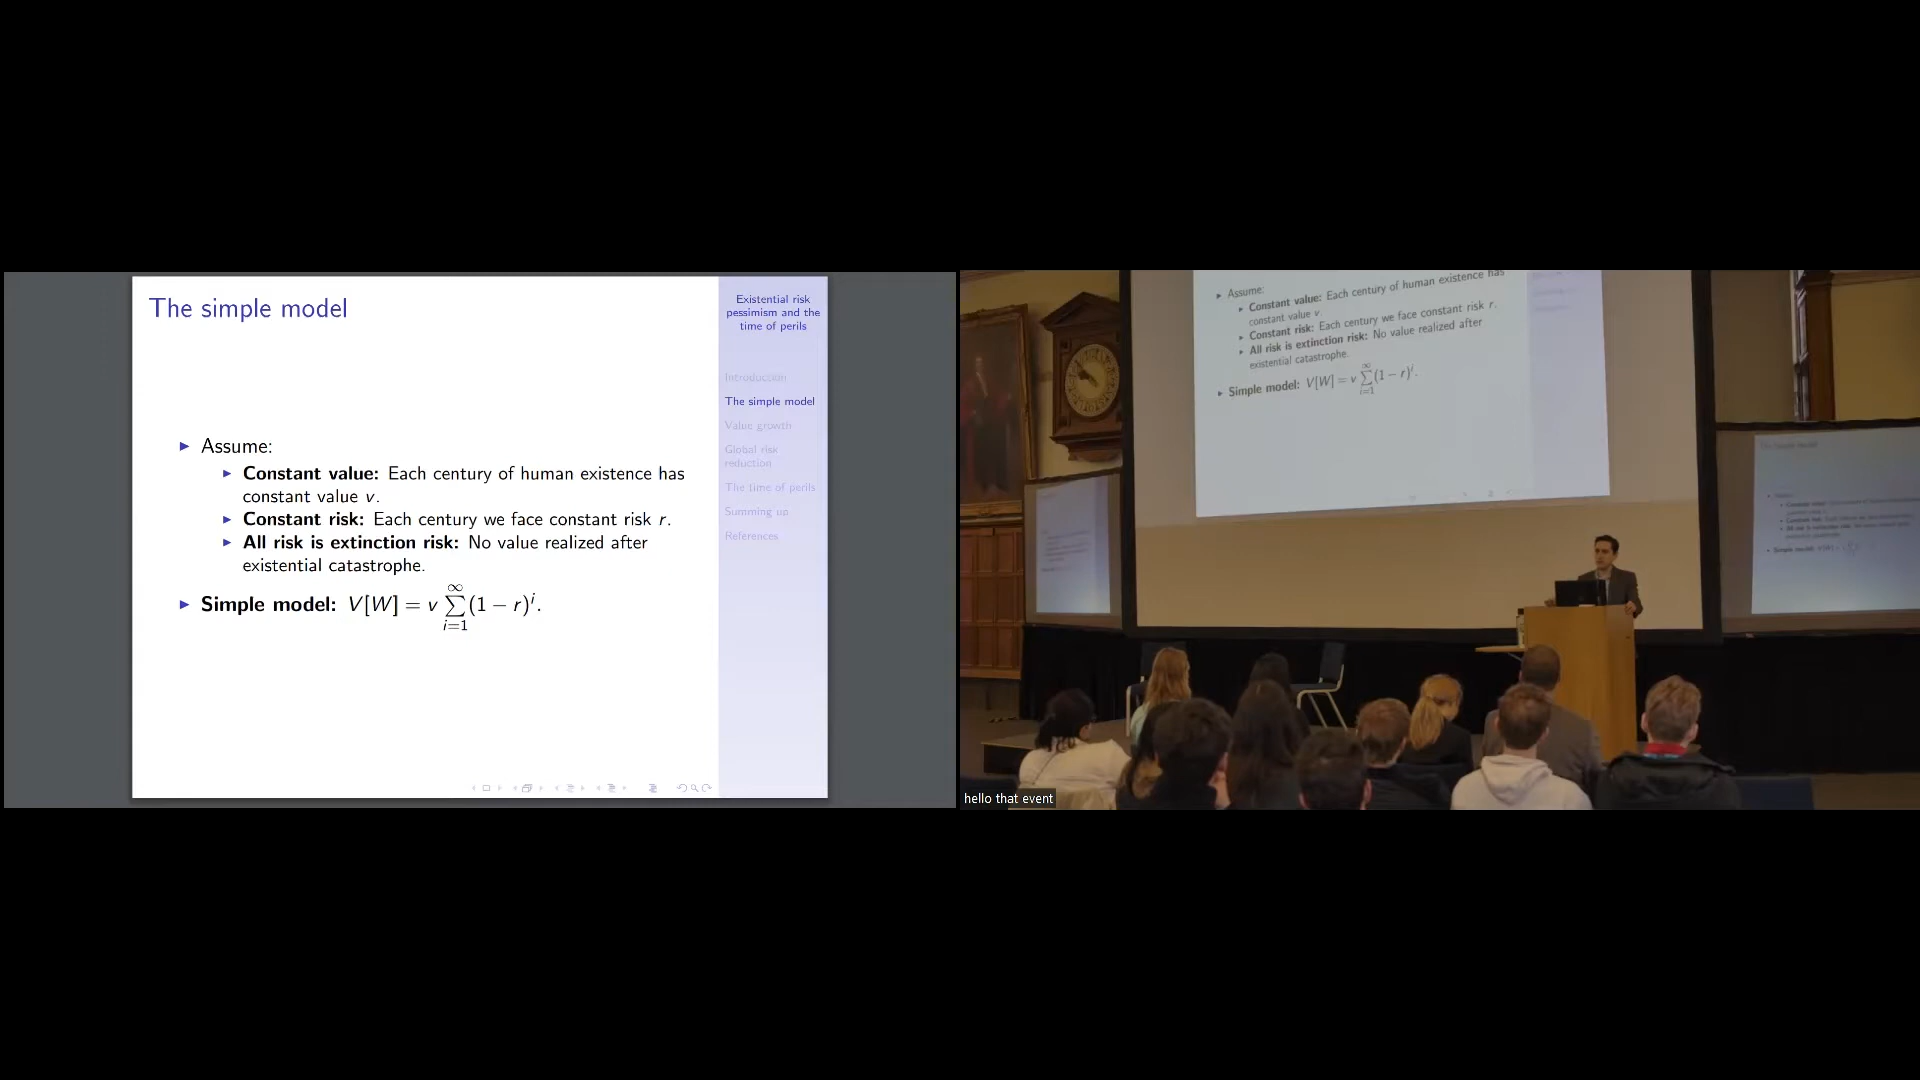 The simple model
Existential risk
pessimism and the
time of perils
Introduction
The simple model
Value growth
Global risk
reduction
The time of perils
Summing up
References
► Assume:
► Constant value: Each century of human existence has
constant value v.
► Constant risk: Each century we face constant risk r.
► All risk is extinction risk: No value realized after
existential catastrophe.
► Simple model: V[W] = v ∑_{i=1}^{∞} (1 − r)^i.
► Assume:
► Constant value: Each century of human existence has
constant value v.
► Constant risk: Each century we face constant risk r.
► All risk is extinction risk: No value realized after
existential catastrophe.
► Simple model: V[W] = v ∑_{i=1}^{∞} (1 − r)^i.
hello that event